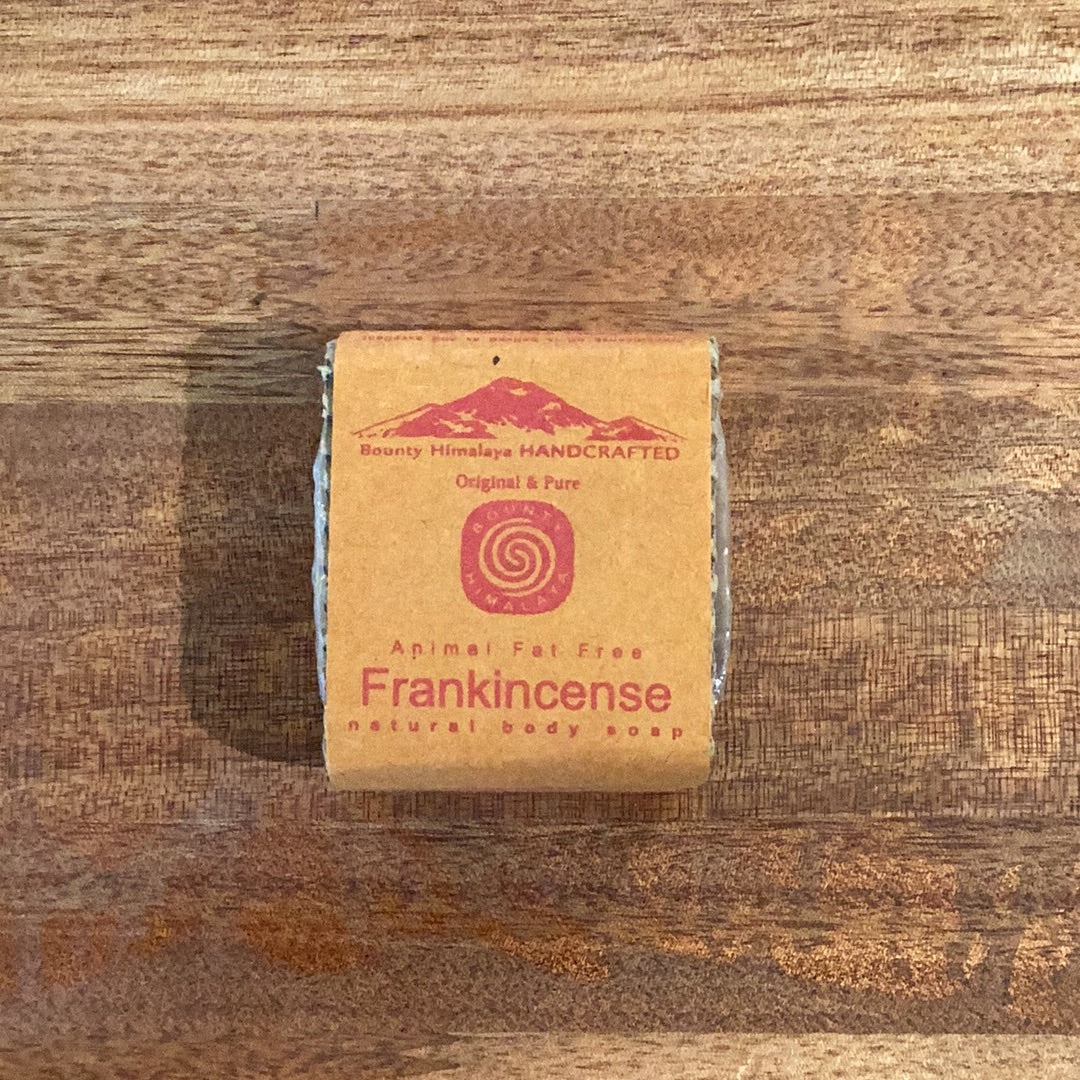 Bounty Himalaya HANDCRAFTED
Original & Pure
BOUNTY
HIMALAYA
Animal Fat Free
Frankincense
natural body soap